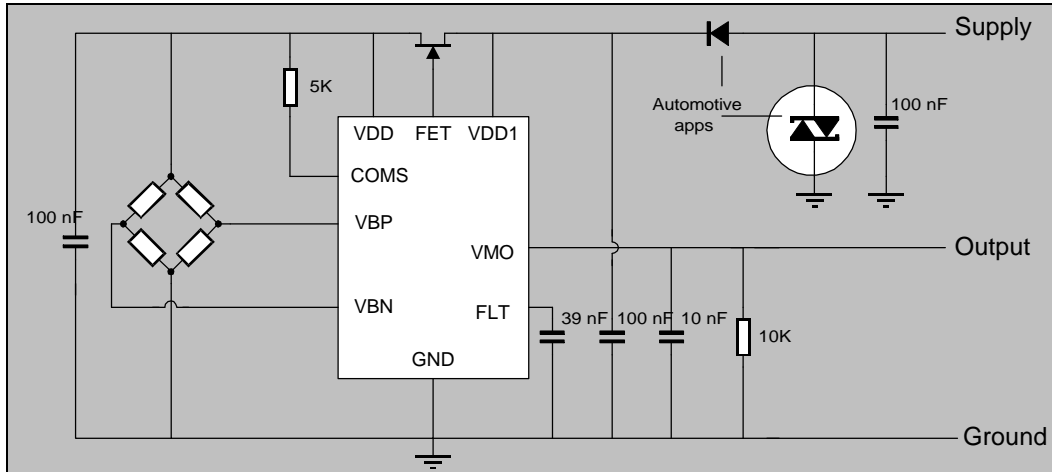 Supply
5K
Automotive
apps
100 nF
VDD FET VDD1
COMS
100 nF
VBP
VMO
Output
VBN
FLT
39 nF 100 nF 10 nF
10K
GND
Ground